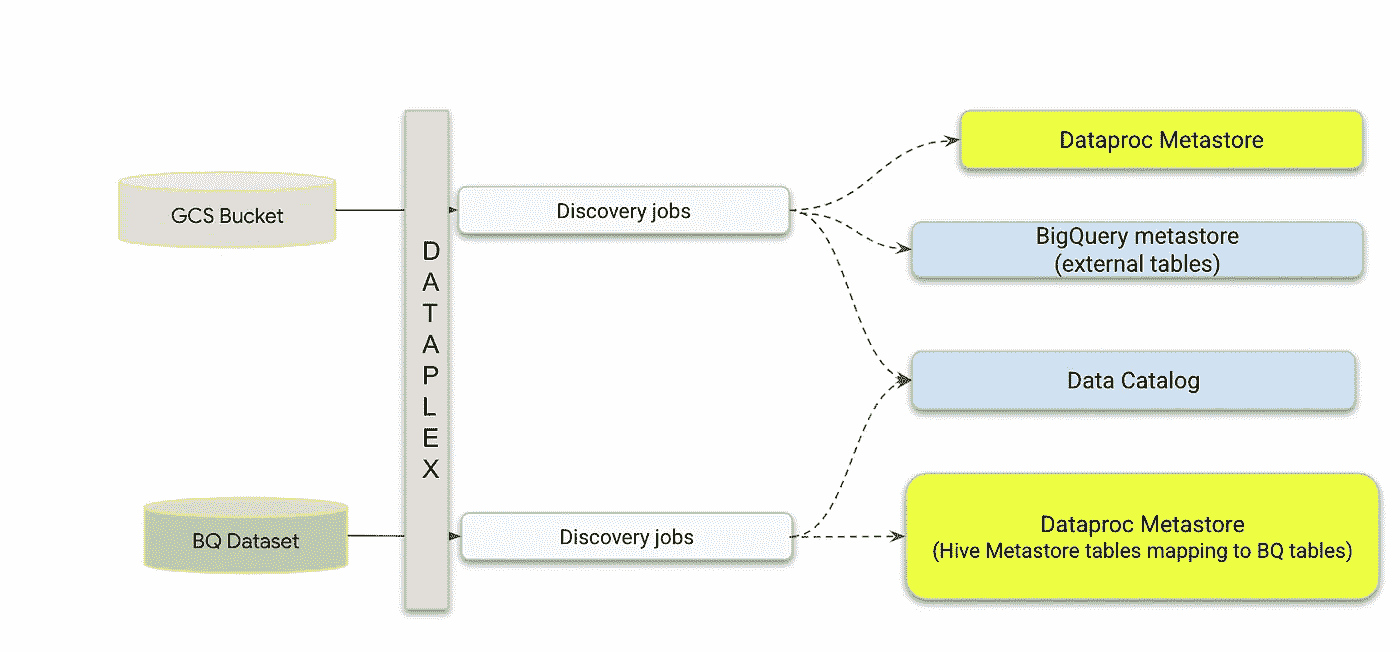 Dataproc Metastore
GCS Bucket
Discovery jobs
BigQuery metastore
(external tables)
DATAPLEX
Data Catalog
BQ Dataset
Discovery jobs
Dataproc Metastore
(Hive Metastore tables mapping to BQ tables)